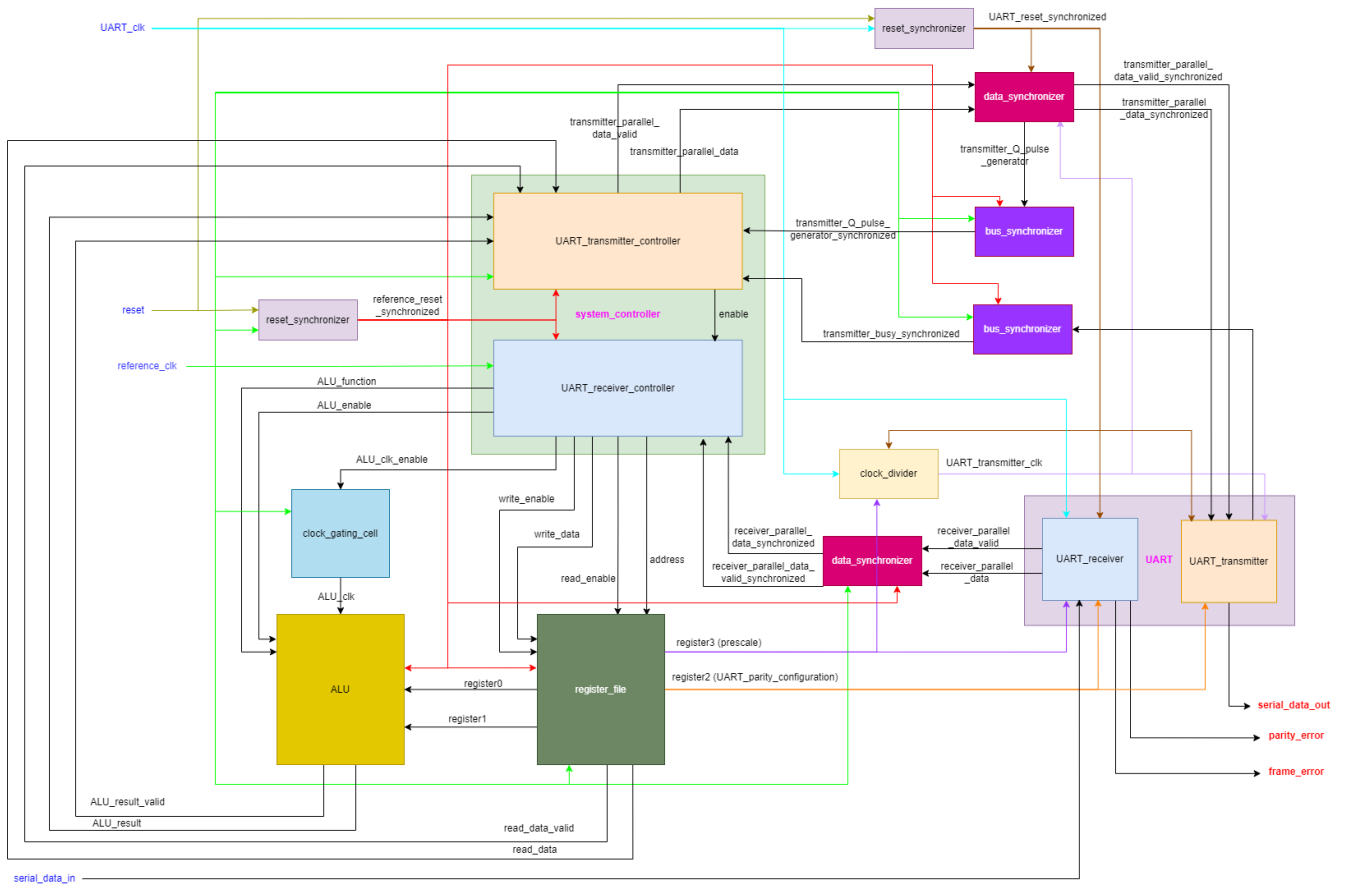 UART_reset_synchronized
UART_clk
reset_synchronizer
transmitter_parallel_
data_valid_synchronized
data_synchronizer
transmitter_parallel
_data_synchronized
transmitter_parallel_
data_valid
transmitter_parallel_data
transmitter_Q_pulse
_generator
transmitter_Q_pulse_
generator_synchronized
bus_synchronizer
UART_transmitter_controller
reference_reset
_synchronized
reset
reset_synchronizer
system_controller
enable
transmitter_busy_synchronized
bus_synchronizer
reference_clk
ALU_function
UART_receiver_controller
ALU_enable
ALU_clk_enable
UART_transmitter_clk
clock_divider
write_enable
clock_gating_cell
write_data
receiver_parallel_
data_synchronized
receiver_parallel
_data_valid
data_synchronizer
UART_receiver
UART
UART_transmitter
address
receiver_parallel_data_
valid_synchronized
receiver_parallel
_data
read_enable
ALU_clk
register3 (prescale)
register2 (UART_parity_configuration)
ALU
register0
register_file
serial_data_out
register1
parity_error
frame_error
ALU_result_valid
ALU_result
read_data_valid
read_data
serial_data_in